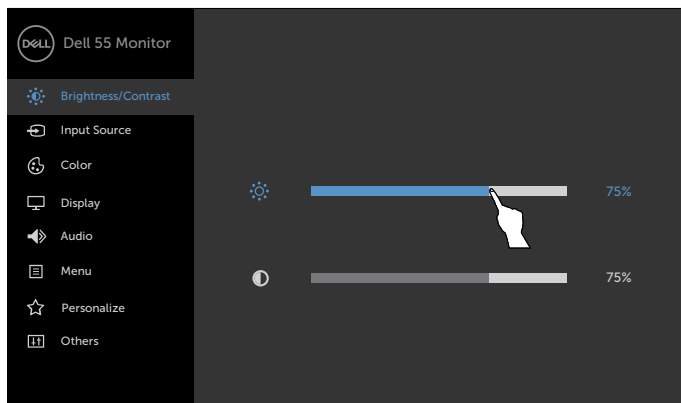 DELL Dell 55 Monitor
Brightness/Contrast
Input Source
Color
75%
Display
Audio
Menu
75%
Personalize
Others